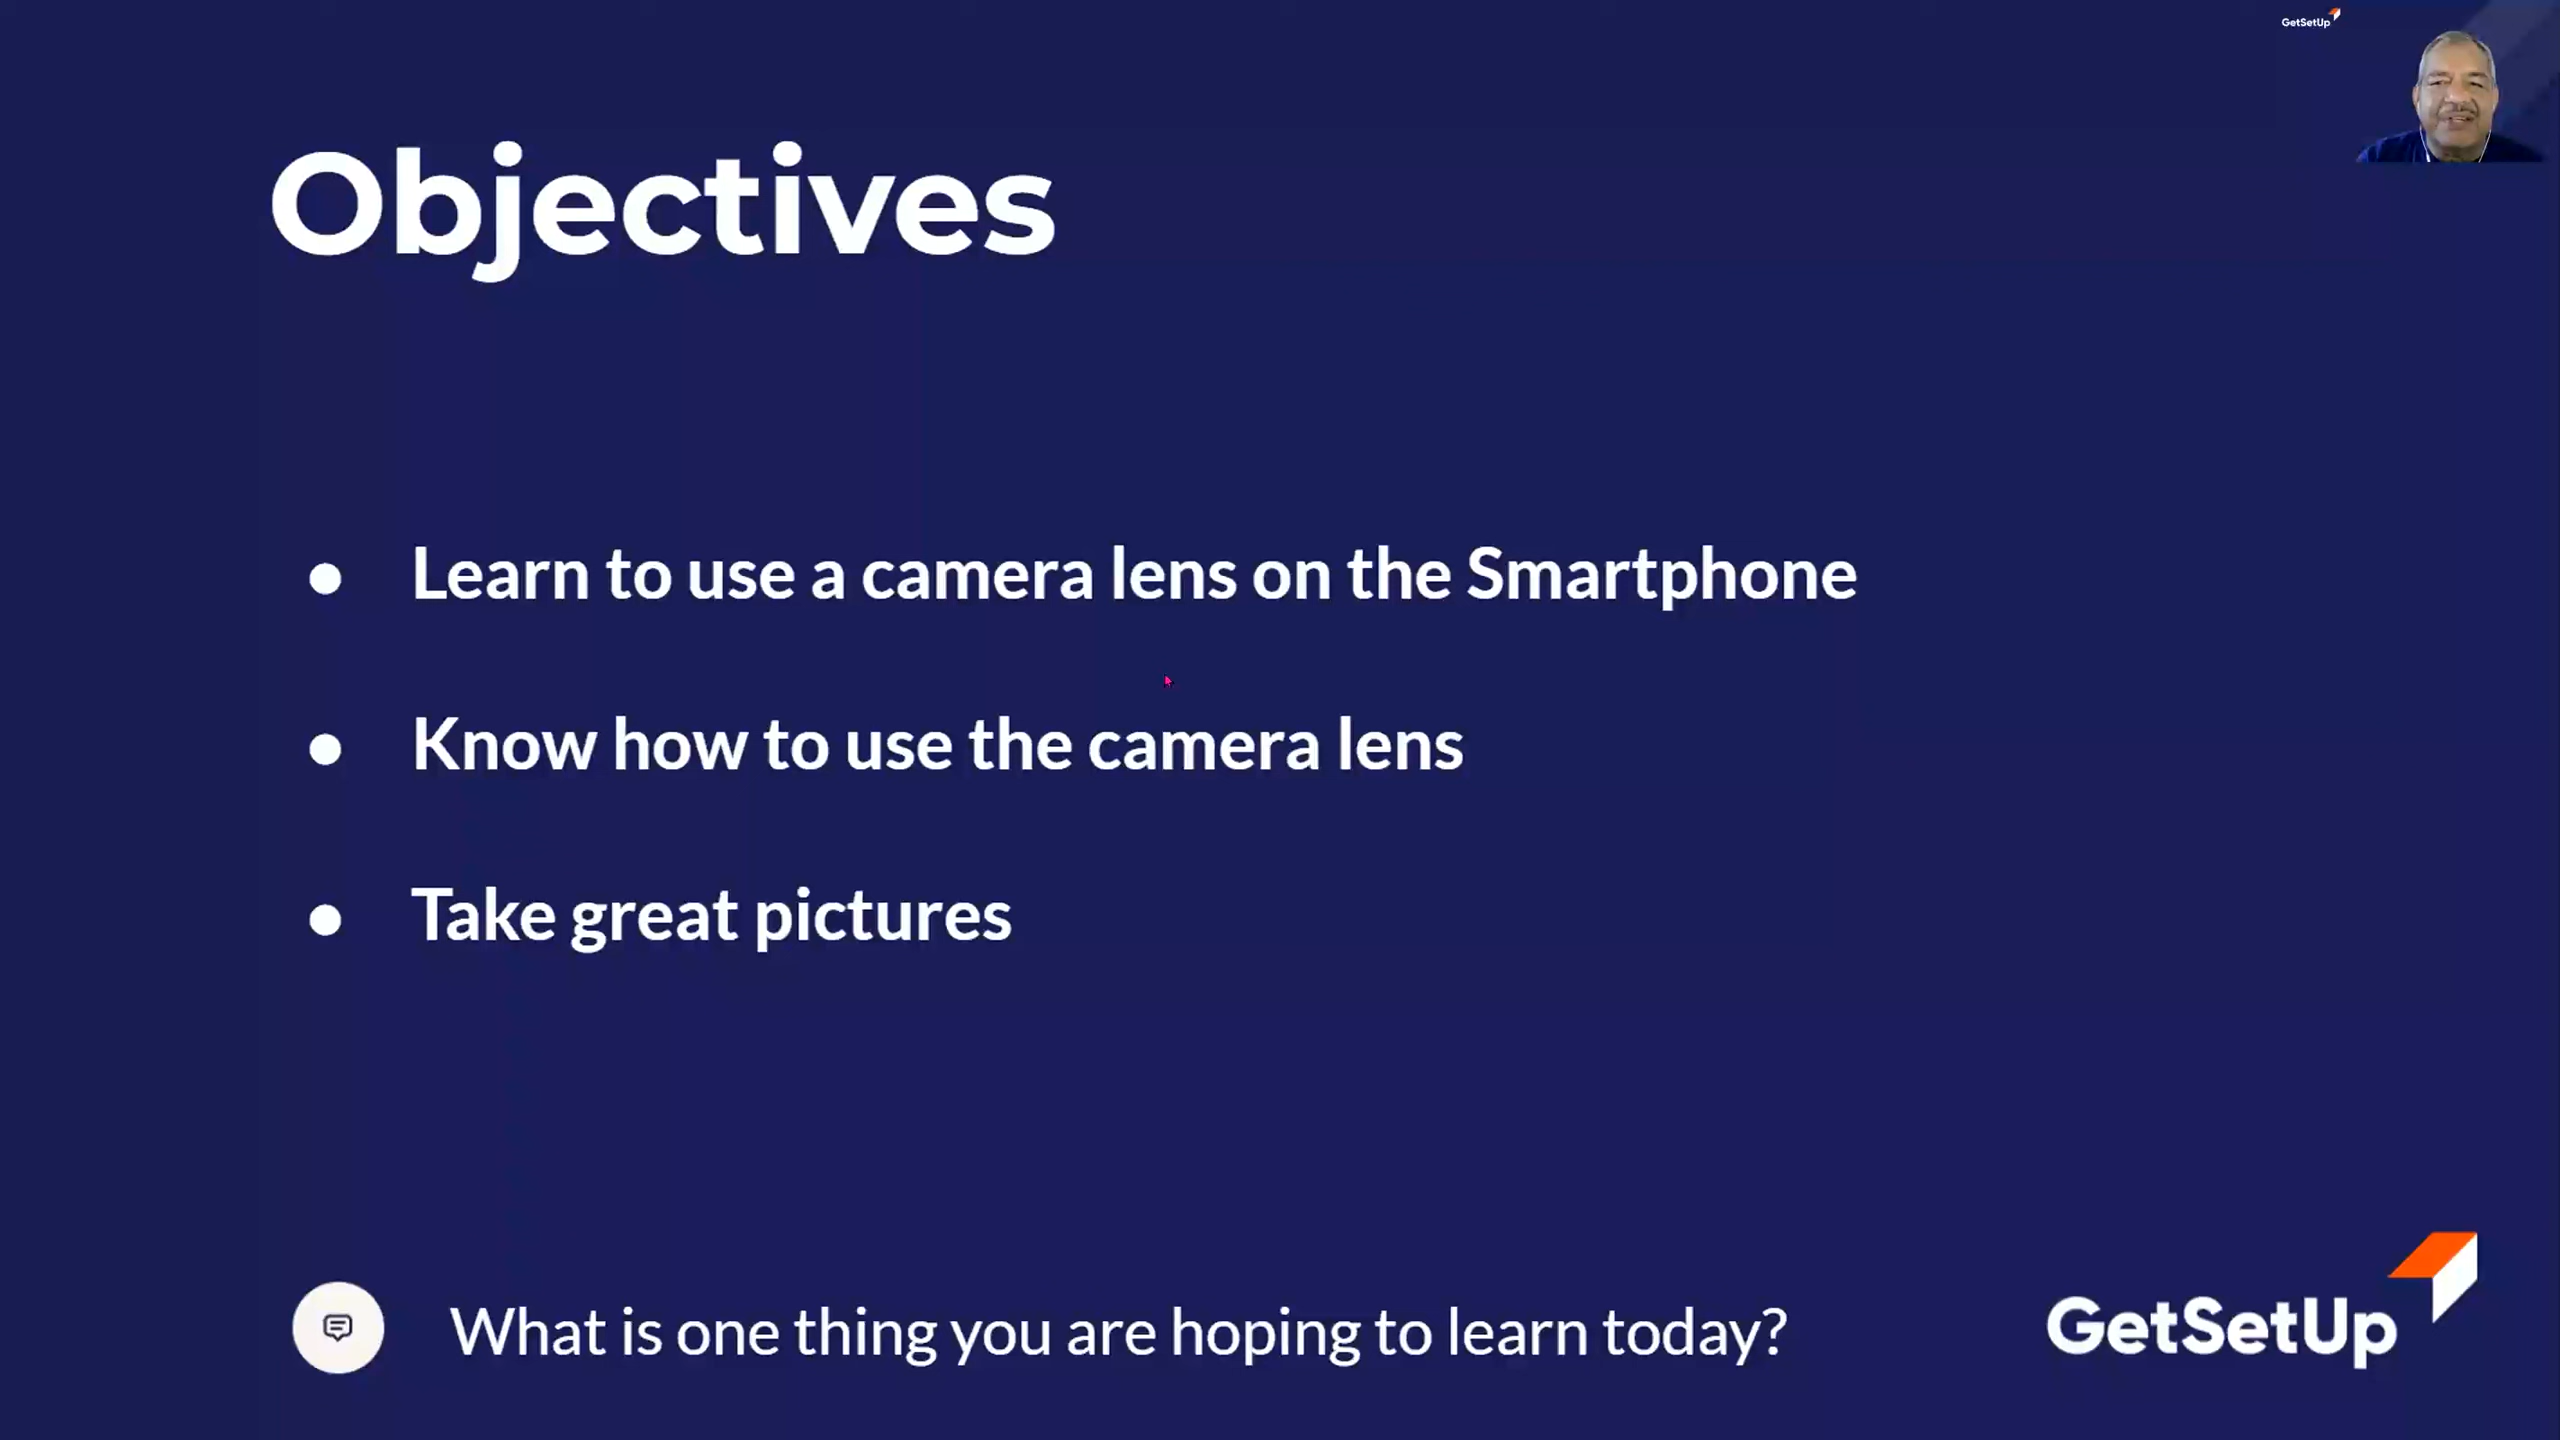 GetSetUp
Objectives
● Learn to use a camera lens on the Smartphone
● Know how to use the camera lens
● Take great pictures
What is one thing you are hoping to learn today?
GetSetUp